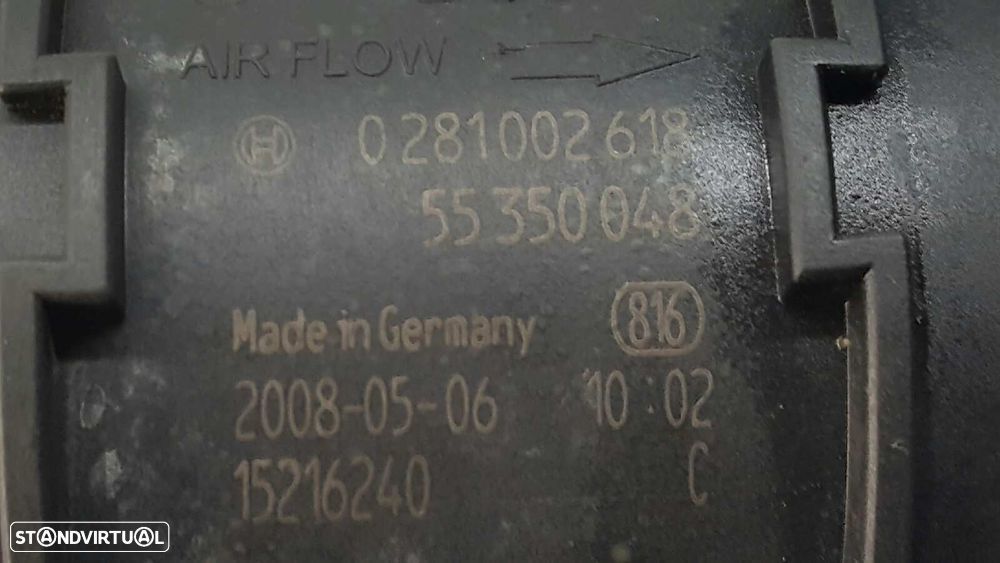 AIR FLOW
0 281 002 618
55 350 048
Made in Germany 816
2008-05-06 10:02
15216240 C
STANDVIRTUAL